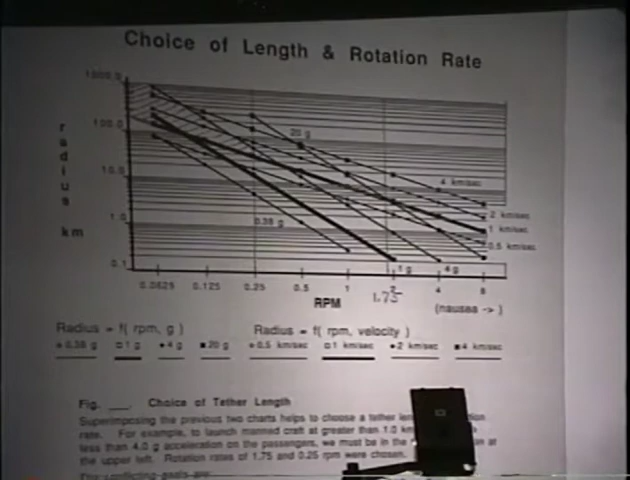 Choice of Length & Rotation Rate
1000.0
100.0
10.0
1.0
0.1
radius km
20 g
4 km/sec
2 km/sec
1 km/sec
0.5 km/sec
0.38 g
1 g
4 g
0.0625 0.125 0.25 0.5 1 2 4 8
RPM
1.75
(nausea -> )
Radius = f( rpm, g )
Radius = f( rpm, velocity )
0.38 g 1 g 4 g 20 g
0.5 km/sec 1 km/sec 2 km/sec 4 km/sec
Fig. ___. Choice of Tether Length
Superimposing the previous two charts helps to choose a tether
rate. For example, to launch manned craft at greater than 1.0
less than 4.0 g acceleration on the passengers, we must be in the at
the upper left. Rotation rates of 1.75 and 0.25 rpm were chosen.